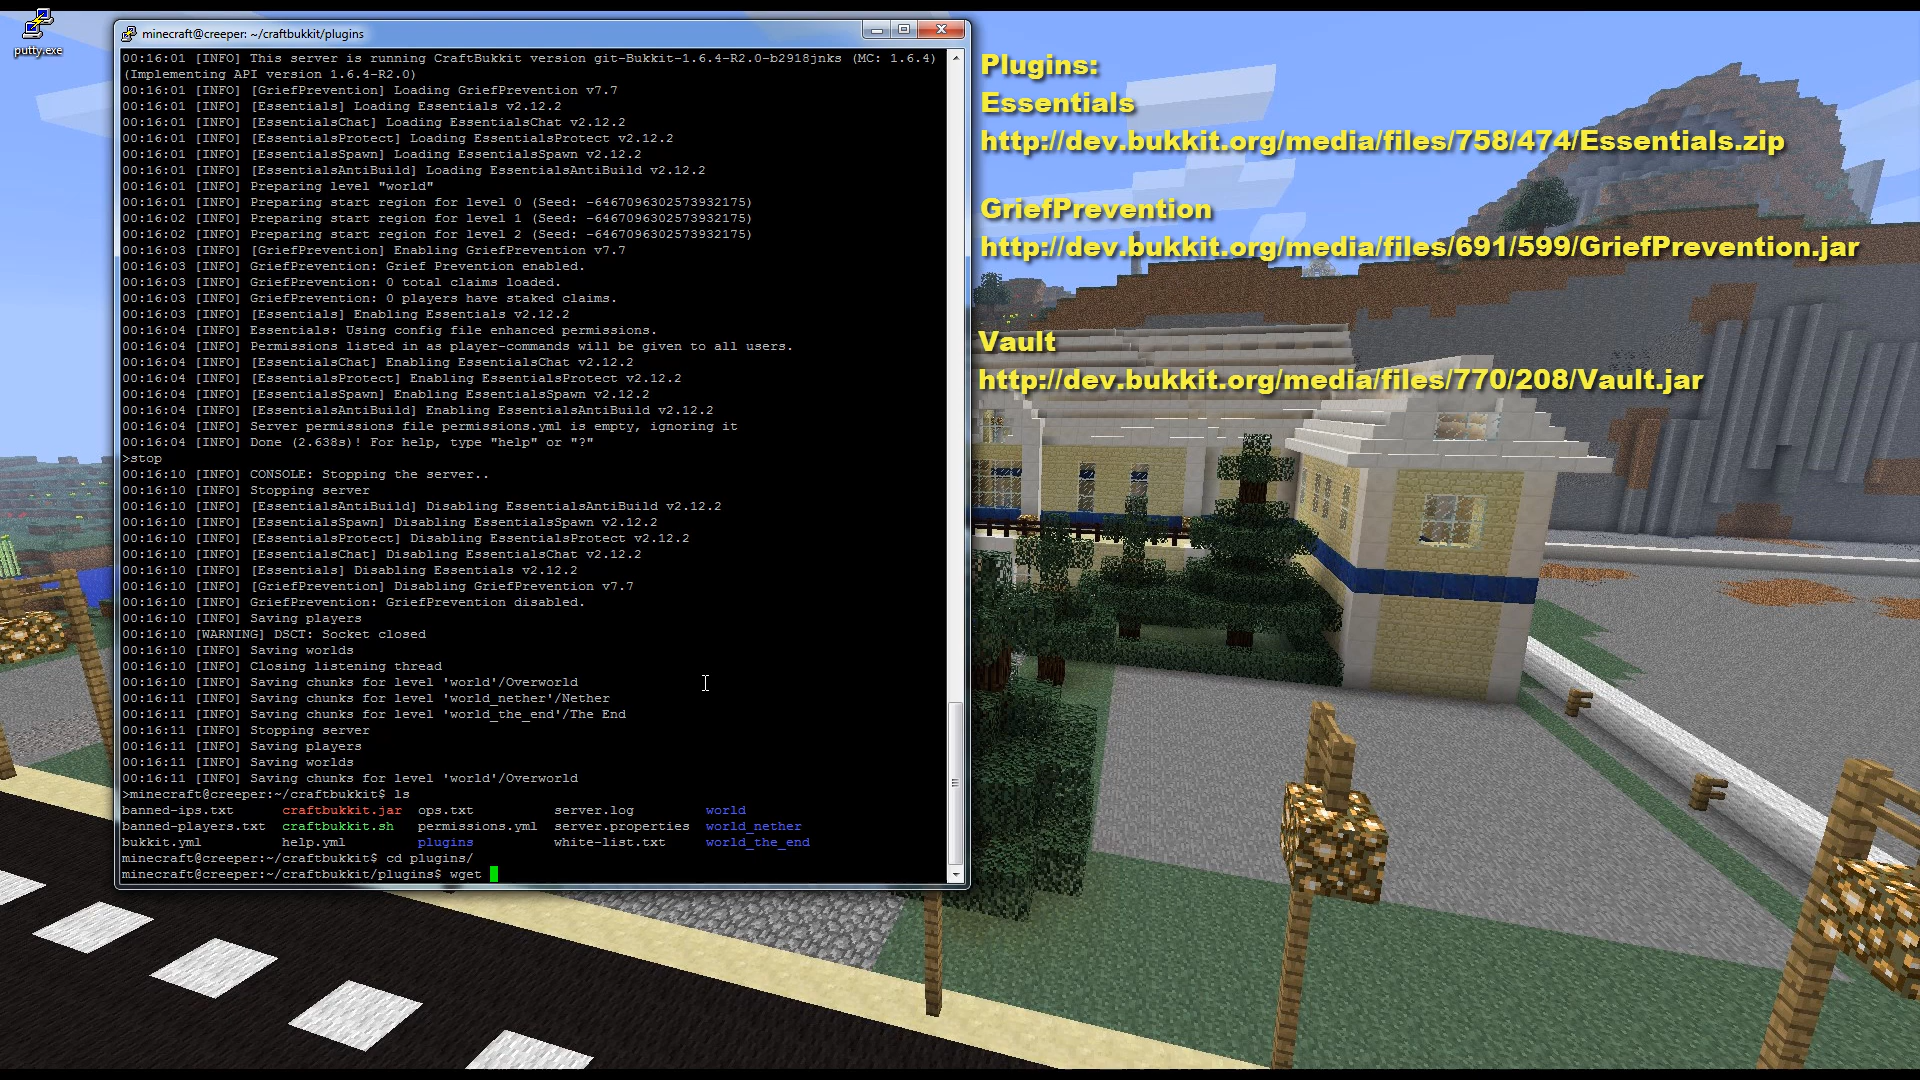 putty.exe
minecraft@creeper: ~/craftbukkit/plugins
00:16:01 [INFO] This server is running CraftBukkit version git-Bukkit-1.6.4-R2.0-b2918jnks (MC: 1.6.4)
(Implementing API version 1.6.4-R2.0)
00:16:01 [INFO] [GriefPrevention] Loading GriefPrevention v7.7
00:16:01 [INFO] [Essentials] Loading Essentials v2.12.2
00:16:01 [INFO] [EssentialsChat] Loading EssentialsChat v2.12.2
00:16:01 [INFO] [EssentialsProtect] Loading EssentialsProtect v2.12.2
00:16:01 [INFO] [EssentialsSpawn] Loading EssentialsSpawn v2.12.2
00:16:01 [INFO] [EssentialsAntiBuild] Loading EssentialsAntiBuild v2.12.2
00:16:01 [INFO] Preparing level "world"
00:16:01 [INFO] Preparing start region for level 0 (Seed: -6467096302573932175)
00:16:02 [INFO] Preparing start region for level 1 (Seed: -6467096302573932175)
00:16:02 [INFO] Preparing start region for level 2 (Seed: -6467096302573932175)
00:16:03 [INFO] [GriefPrevention] Enabling GriefPrevention v7.7
00:16:03 [INFO] GriefPrevention: Grief Prevention enabled.
00:16:03 [INFO] GriefPrevention: 0 total claims loaded.
00:16:03 [INFO] GriefPrevention: 0 players have staked claims.
00:16:03 [INFO] [Essentials] Enabling Essentials v2.12.2
00:16:04 [INFO] Essentials: Using config file enhanced permissions.
00:16:04 [INFO] Permissions listed in as player-commands will be given to all users.
00:16:04 [INFO] [EssentialsChat] Enabling EssentialsChat v2.12.2
00:16:04 [INFO] [EssentialsProtect] Enabling EssentialsProtect v2.12.2
00:16:04 [INFO] [EssentialsSpawn] Enabling EssentialsSpawn v2.12.2
00:16:04 [INFO] [EssentialsAntiBuild] Enabling EssentialsAntiBuild v2.12.2
00:16:04 [INFO] Server permissions file permissions.yml is empty, ignoring it
00:16:04 [INFO] Done (2.638s)! For help, type "help" or "?"
>stop
00:16:10 [INFO] CONSOLE: Stopping the server..
00:16:10 [INFO] Stopping server
00:16:10 [INFO] [EssentialsAntiBuild] Disabling EssentialsAntiBuild v2.12.2
00:16:10 [INFO] [EssentialsSpawn] Disabling EssentialsSpawn v2.12.2
00:16:10 [INFO] [EssentialsProtect] Disabling EssentialsProtect v2.12.2
00:16:10 [INFO] [EssentialsChat] Disabling EssentialsChat v2.12.2
00:16:10 [INFO] [Essentials] Disabling Essentials v2.12.2
00:16:10 [INFO] [GriefPrevention] Disabling GriefPrevention v7.7
00:16:10 [INFO] GriefPrevention: GriefPrevention disabled.
00:16:10 [INFO] Saving players
00:16:10 [WARNING] DSCT: Socket closed
00:16:10 [INFO] Saving worlds
00:16:10 [INFO] Closing listening thread
00:16:10 [INFO] Saving chunks for level 'world'/Overworld
00:16:11 [INFO] Saving chunks for level 'world_nether'/Nether
00:16:11 [INFO] Saving chunks for level 'world_the_end'/The End
00:16:11 [INFO] Stopping server
00:16:11 [INFO] Saving players
00:16:11 [INFO] Saving worlds
00:16:11 [INFO] Saving chunks for level 'world'/Overworld
>minecraft@creeper:~/craftbukkit$ ls
banned-ips.txt craftbukkit.jar ops.txt server.log world
banned-players.txt craftbukkit.sh permissions.yml server.properties world_nether
bukkit.yml help.yml plugins white-list.txt world_the_end
minecraft@creeper:~/craftbukkit$ cd plugins/
minecraft@creeper:~/craftbukkit/plugins$ wget
Plugins:
Essentials
http://dev.bukkit.org/media/files/758/474/Essentials.zip
GriefPrevention
http://dev.bukkit.org/media/files/691/599/GriefPrevention.jar
Vault
http://dev.bukkit.org/media/files/770/208/Vault.jar